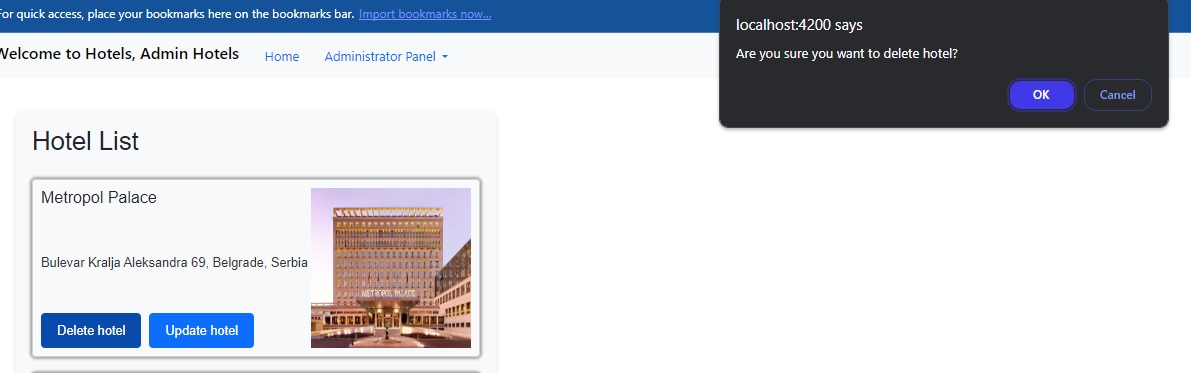 For quick access, place your bookmarks here on the bookmarks bar. Import bookmarks now...
Welcome to Hotels, Admin Hotels Home Administrator Panel
localhost:4200 says
Are you sure you want to delete hotel?
OK Cancel
Hotel List
Metropol Palace
Bulevar Kralja Aleksandra 69, Belgrade, Serbia
METROPOL PALACE
Delete hotel Update hotel